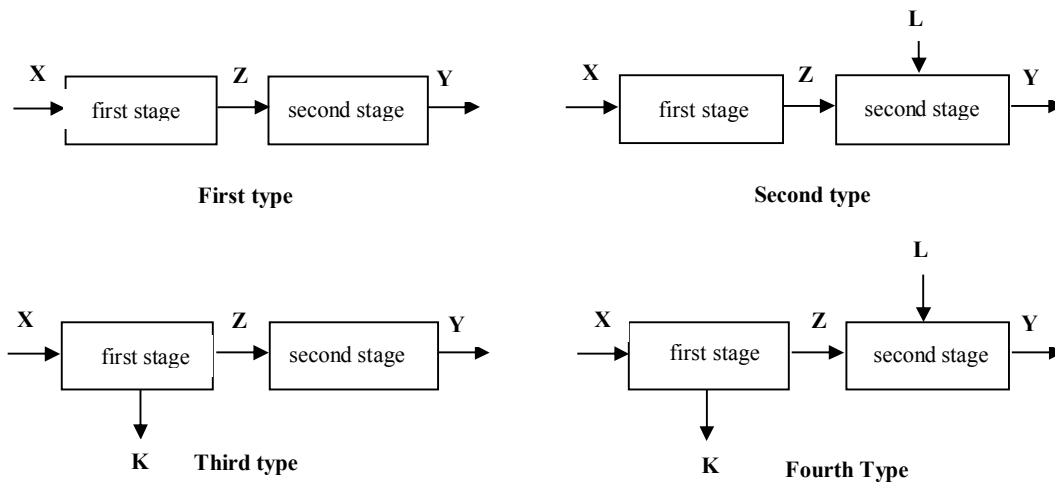 X
first stage
Z
second stage
Y
First type
X
first stage
Z
L
second stage
Y
Second type
X
first stage
Z
second stage
Y
K
Third type
X
first stage
Z
L
second stage
Y
K
Fourth Type